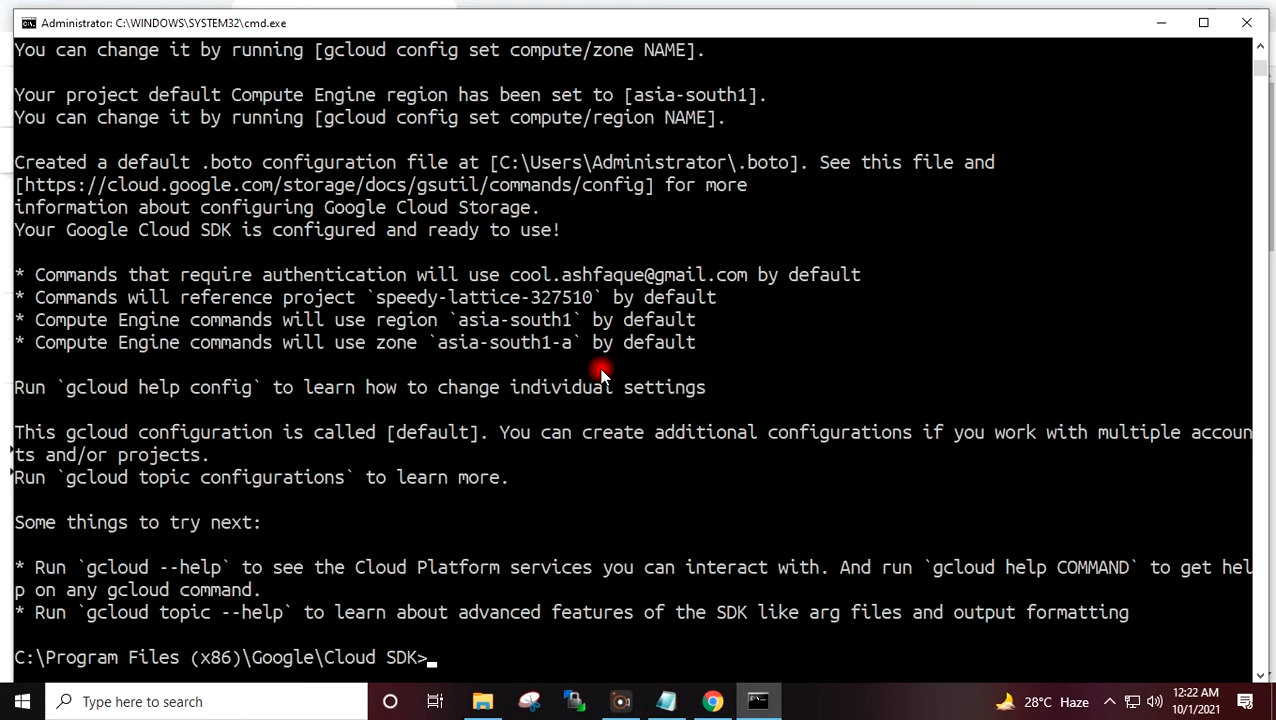 Administrator: C:\WINDOWS\SYSTEM32\cmd.exe
You can change it by running [gcloud config set compute/zone NAME].
Your project default Compute Engine region has been set to [asia-south1].
You can change it by running [gcloud config set compute/region NAME].
Created a default .boto configuration file at [C:\Users\Administrator\.boto]. See this file and
[https://cloud.google.com/storage/docs/gsutil/commands/config] for more
information about configuring Google Cloud Storage.
Your Google Cloud SDK is configured and ready to use!
* Commands that require authentication will use cool.ashfaque@gmail.com by default
* Commands will reference project `speedy-lattice-327510` by default
* Compute Engine commands will use region `asia-south1` by default
* Compute Engine commands will use zone `asia-south1-a` by default
Run `gcloud help config` to learn how to change individual settings
This gcloud configuration is called [default]. You can create additional configurations if you work with multiple accoun
ts and/or projects.
Run `gcloud topic configurations` to learn more.
Some things to try next:
* Run `gcloud --help` to see the Cloud Platform services you can interact with. And run `gcloud help COMMAND` to get hel
p on any gcloud command.
* Run `gcloud topic --help` to learn about advanced features of the SDK like arg files and output formatting
C:\Program Files (x86)\Google\Cloud SDK>
Type here to search
28°C Haze
12:22 AM
10/1/2021